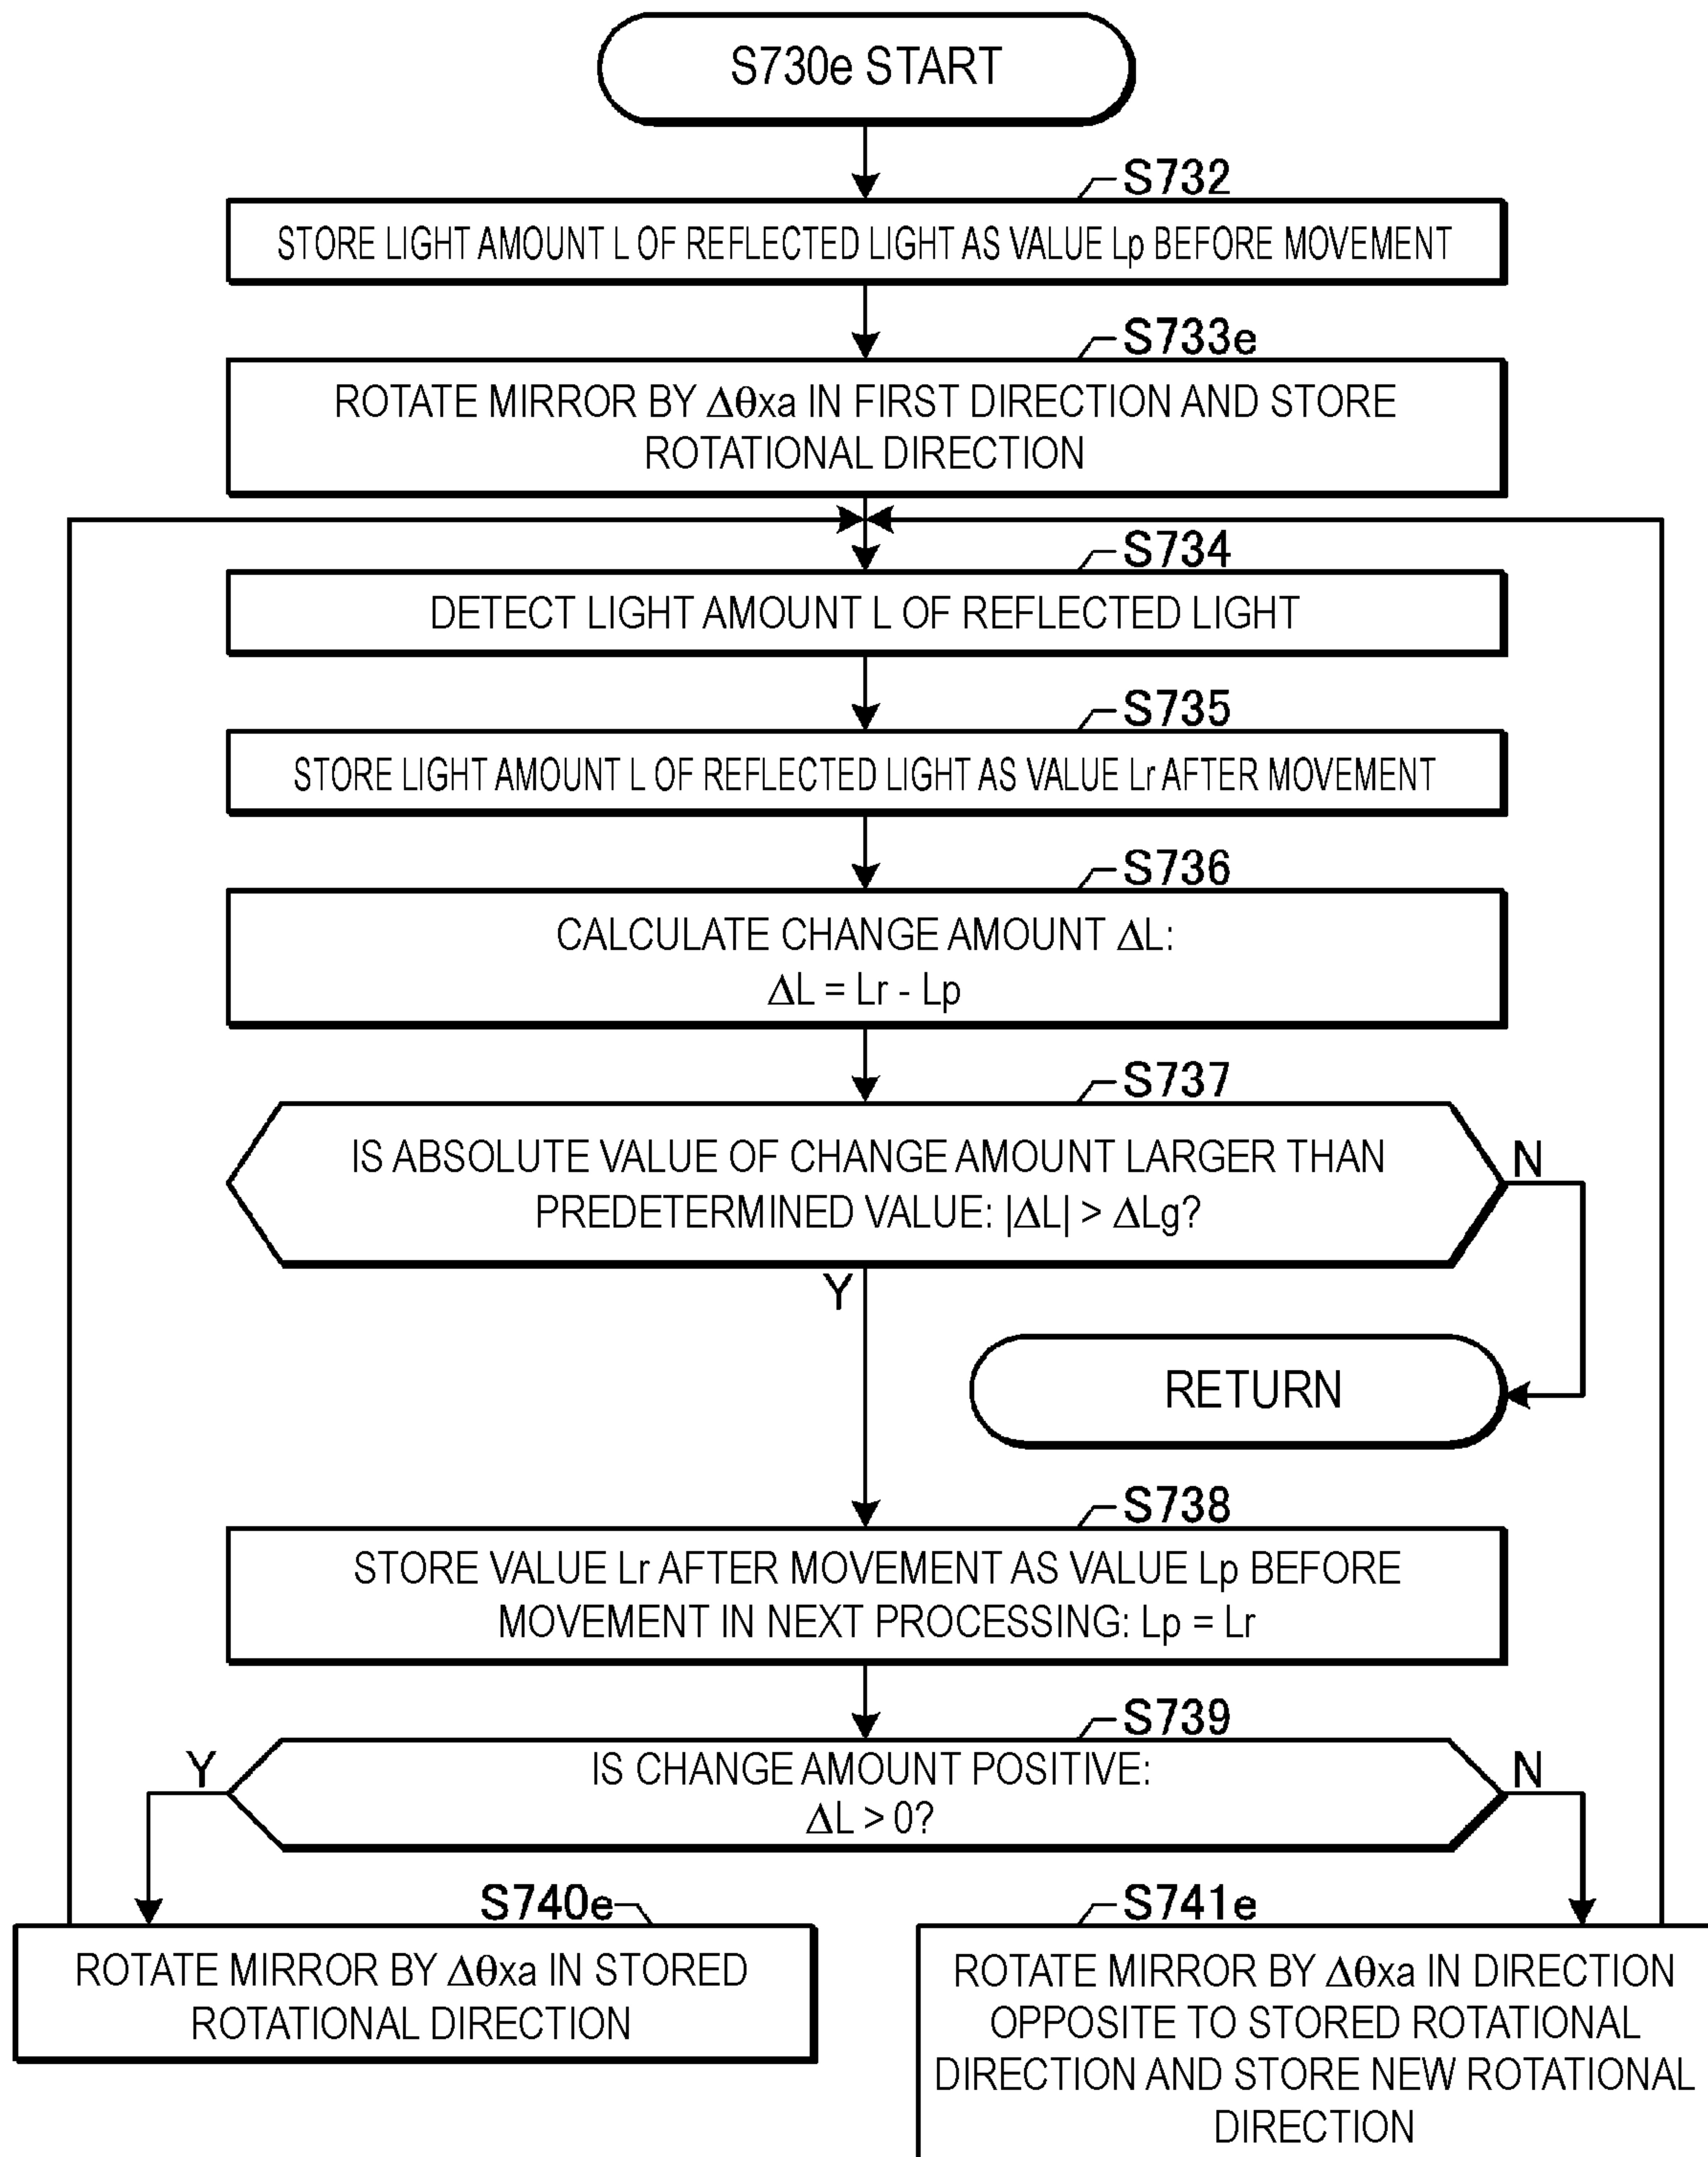 S730e START
S732
STORE LIGHT AMOUNT L OF REFLECTED LIGHT AS VALUE Lp BEFORE MOVEMENT
S733e
ROTATE MIRROR BY Δθxa IN FIRST DIRECTION AND STORE
ROTATIONAL DIRECTION
S734
DETECT LIGHT AMOUNT L OF REFLECTED LIGHT
S735
STORE LIGHT AMOUNT L OF REFLECTED LIGHT AS VALUE Lr AFTER MOVEMENT
S736
CALCULATE CHANGE AMOUNT ΔL:
ΔL = Lr - Lp
S737
IS ABSOLUTE VALUE OF CHANGE AMOUNT LARGER THAN
PREDETERMINED VALUE: |ΔL| > ΔLg?
N
Y
RETURN
S738
STORE VALUE Lr AFTER MOVEMENT AS VALUE Lp BEFORE
MOVEMENT IN NEXT PROCESSING: Lp = Lr
S739
IS CHANGE AMOUNT POSITIVE:
ΔL > 0?
Y
N
S740e
ROTATE MIRROR BY Δθxa IN STORED
ROTATIONAL DIRECTION
S741e
ROTATE MIRROR BY Δθxa IN DIRECTION
OPPOSITE TO STORED ROTATIONAL
DIRECTION AND STORE NEW ROTATIONAL
DIRECTION